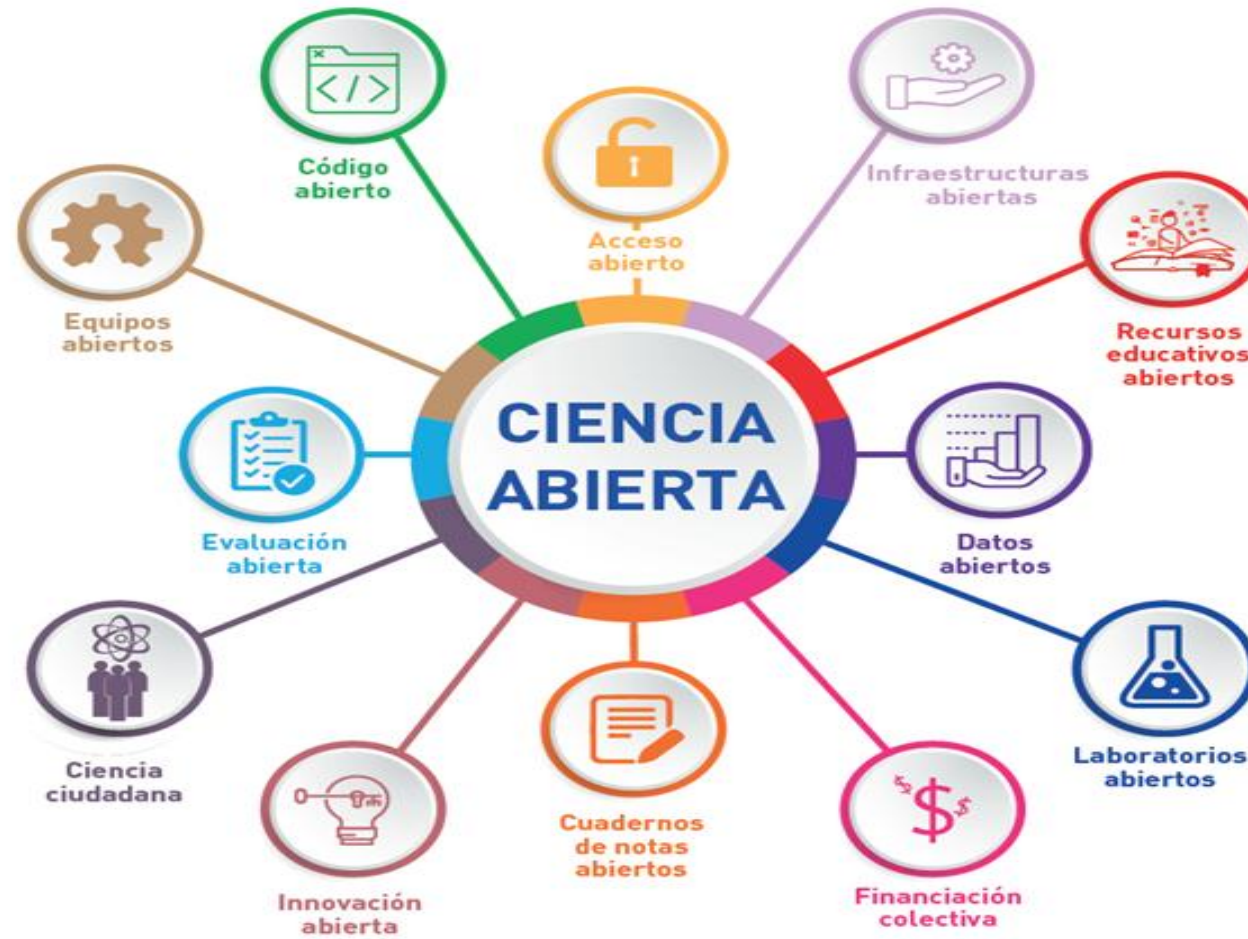 Código
abierto
Acceso
abierto
Infraestructuras
abiertas
Equipos
abiertos
Recursos
educativos
abiertos
CIENCIA
ABIERTA
Evaluación
abierta
Datos
abiertos
Ciencia
ciudadana
Laboratorios
abiertos
Innovación
abierta
Cuadernos
de notas
abiertos
Financiación
colectiva